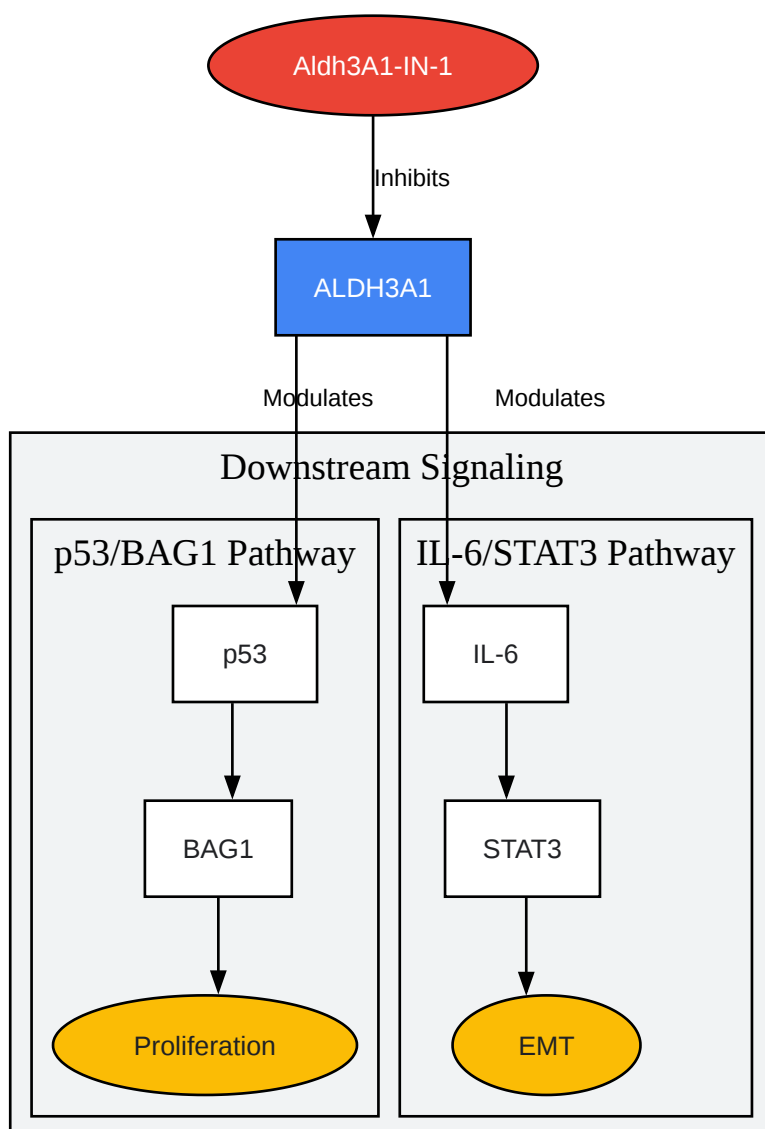 Aldh3A1-IN-1
Inhibits
ALDH3A1
Modulates
Modulates
Downstream Signaling
p53/BAG1 Pathway
IL-6/STAT3 Pathway
p53
IL-6
BAG1
STAT3
Proliferation
EMT